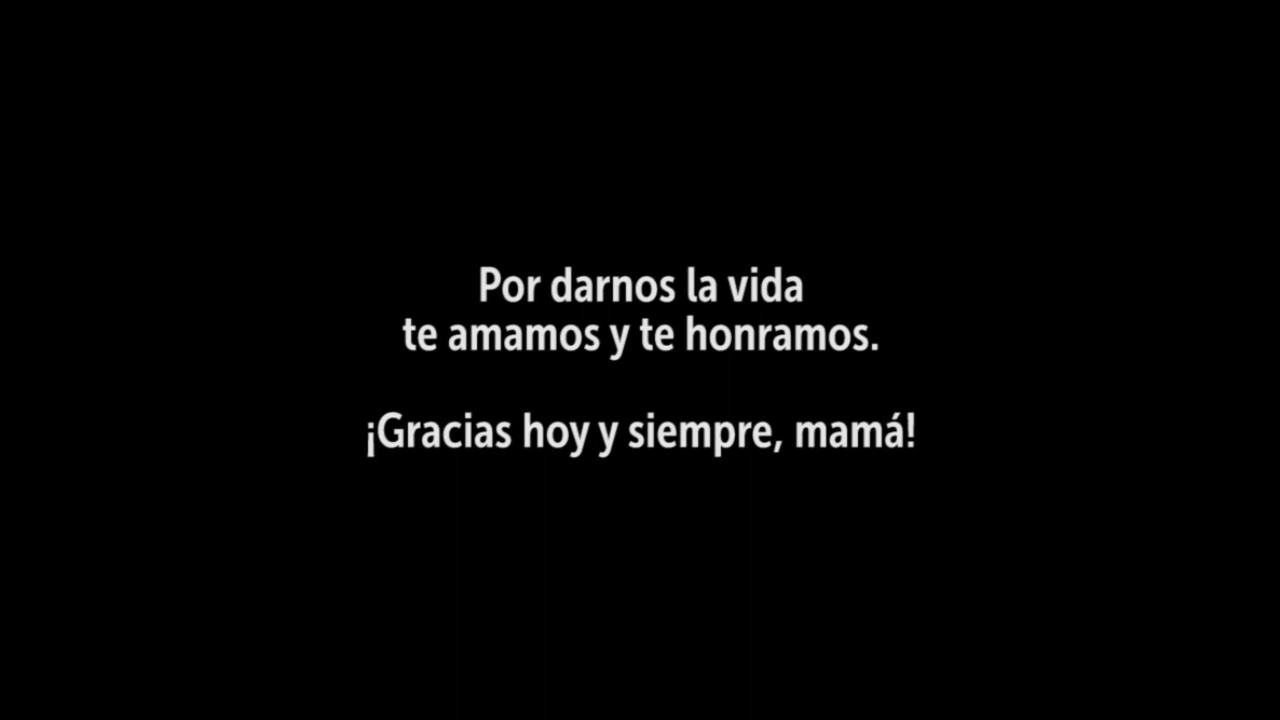 Por darnos la vida
te amamos y te honramos.
¡Gracias hoy y siempre, mamá!